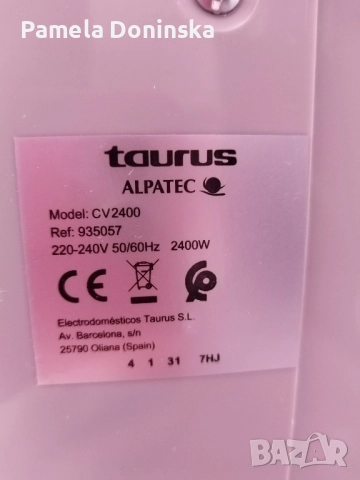 Pamela Doninska
taurus
ALPATEC
Model: CV2400
Ref: 935057
220-240V 50/60Hz 2400W
CE
Electrodomésticos Taurus S.L.
Av. Barcelona, s/n
25790 Oliana (Spain)
4 1 31 7HJ
BAZAR